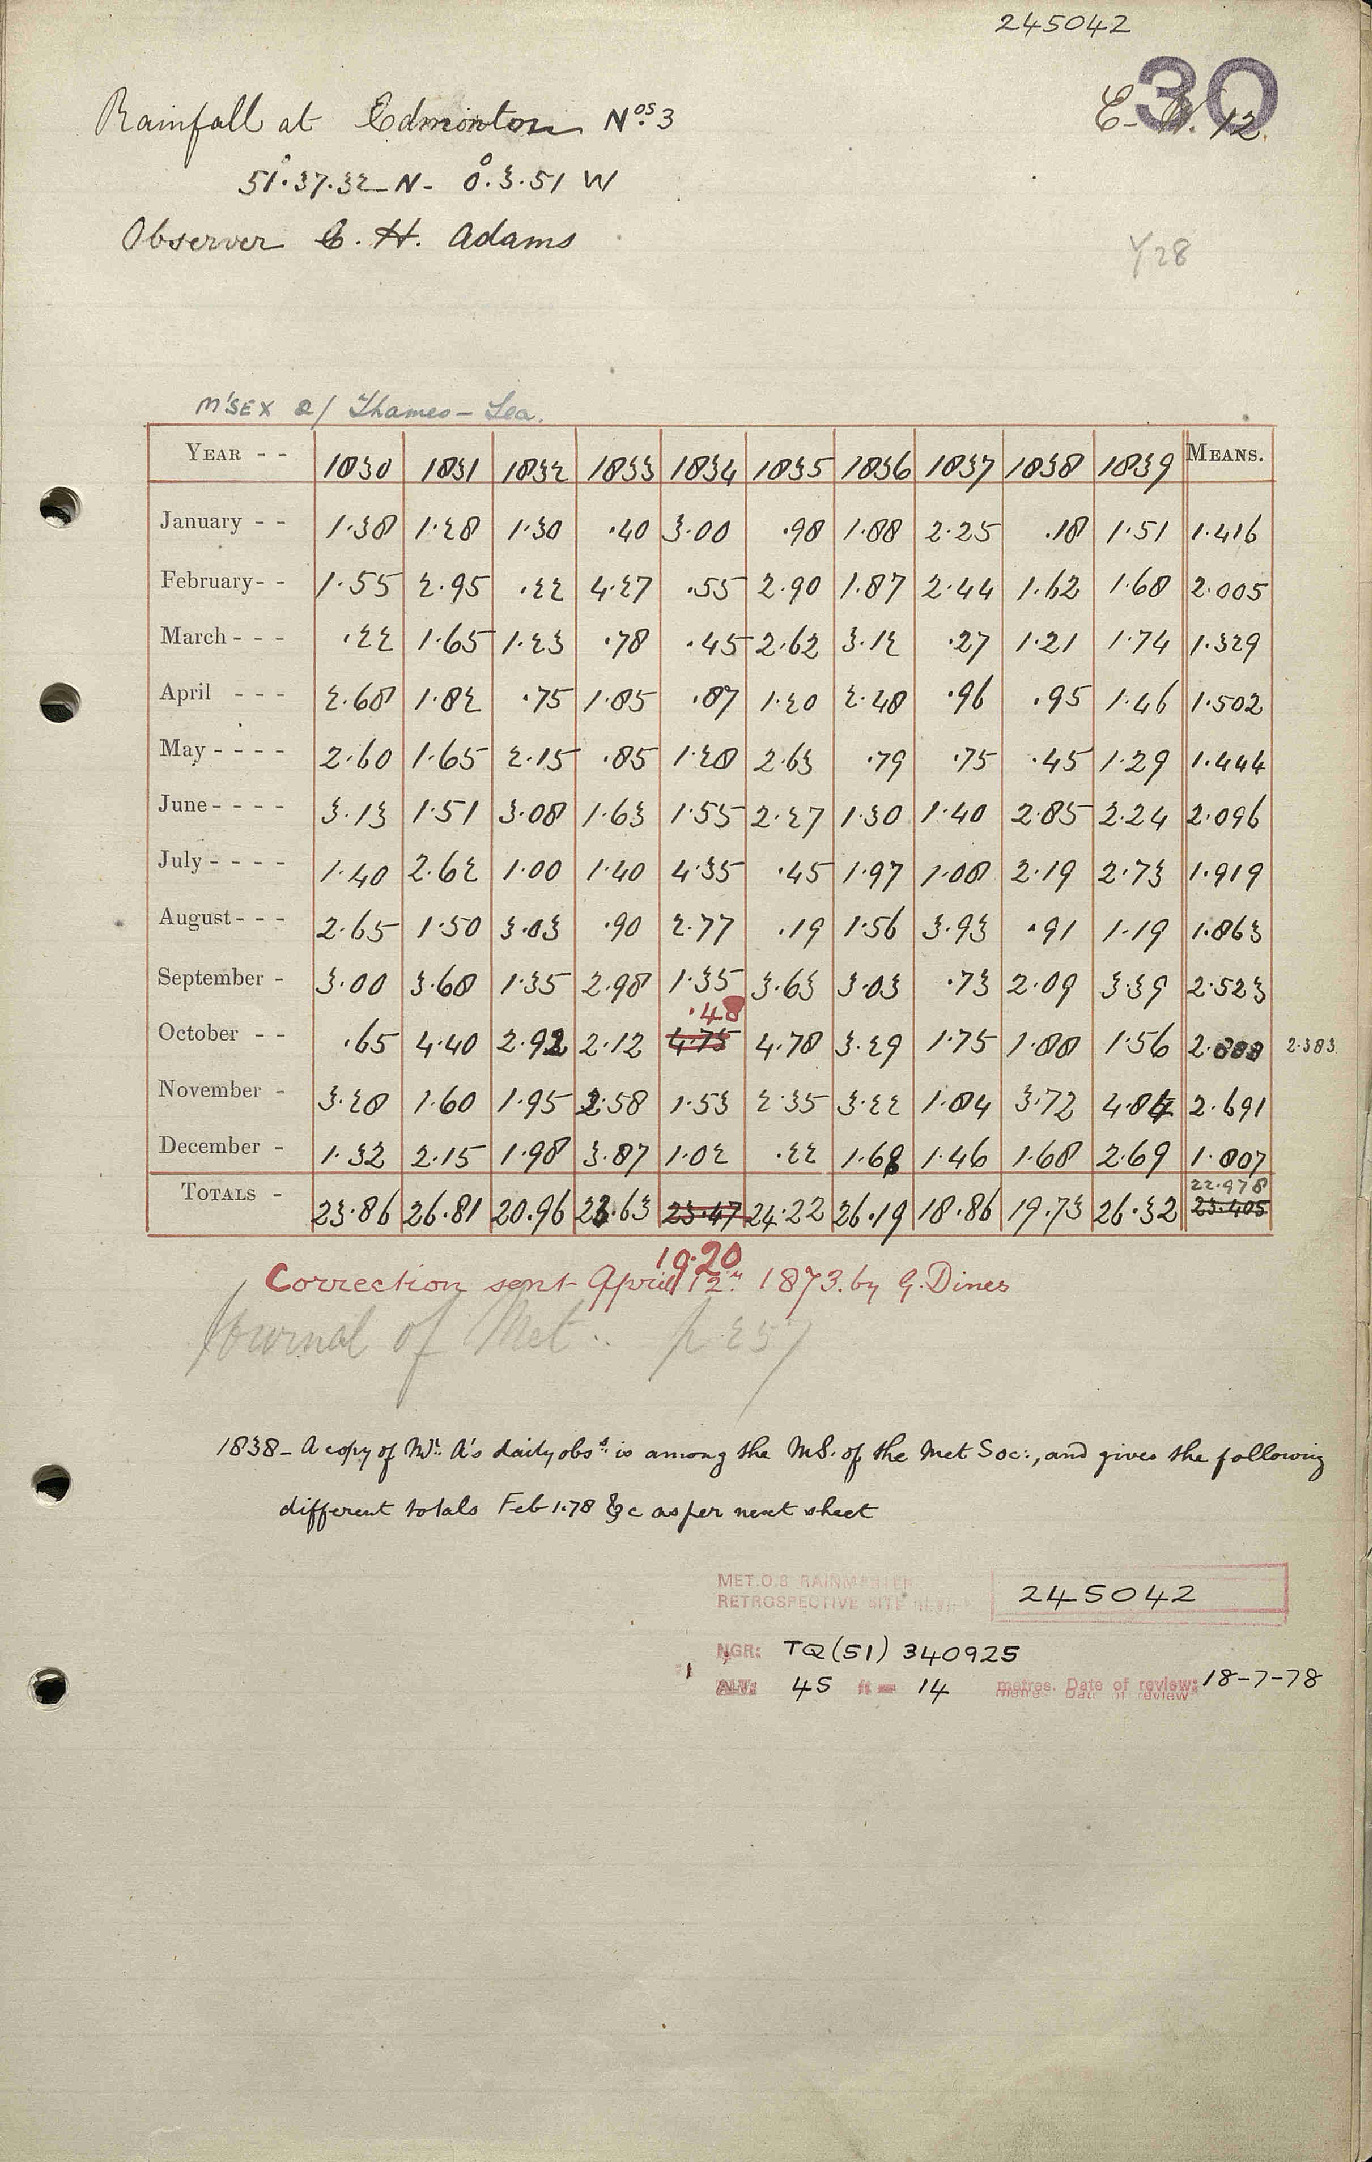 245042
30
Rainfall at Edmonton Nos. 3
E. W. 12.
51°.37.32 N - 0°.3.51 W
Observer C. H. Adams
Y28
M'SEX 2/ Thames - Lea.
YEAR - - 1830 1831 1832 1833 1834 1835 1836 1837 1838 1839 MEANS.
January - - 1.38 1.28 1.30 .40 3.00 .98 1.88 2.25 .18 1.51 1.416
February - - 1.55 2.95 .22 4.27 .55 2.90 1.87 2.44 1.62 1.68 2.005
March - - - .22 1.65 1.23 .78 .45 2.62 3.12 .27 1.21 1.74 1.329
April - - - 2.68 1.82 .75 1.85 .87 1.20 2.48 .96 .95 1.46 1.502
May - - - - 2.60 1.65 2.15 .85 1.28 2.63 .79 .75 .45 1.29 1.444
June - - - - 3.13 1.51 3.08 1.63 1.55 2.27 1.30 1.40 2.85 2.24 2.096
July - - - - 1.40 2.62 1.00 1.40 4.35 .45 1.97 1.08 2.19 2.73 1.919
August - - - 2.65 1.50 3.03 .90 2.77 .19 1.56 3.93 .91 1.19 1.863
September - 3.00 3.68 1.35 2.98 1.35 3.63 3.03 .73 2.09 3.39 2.523
.48
October - - .65 4.40 2.92 2.12 4.75 4.78 3.29 1.75 1.88 1.56 2.383
November - 3.28 1.60 1.95 2.58 1.53 2.35 3.22 1.84 3.72 4.84 2.691
December - 1.32 2.15 1.98 3.87 1.02 .22 1.68 1.46 1.68 2.69 1.807
22.978
TOTALS - 23.86 26.81 20.96 23.63 23.47 24.22 26.19 18.86 19.73 26.32 23.405
19.20
Correction sent April 12th 1873. by G. Dines
Journal of Met. p 257
1838 - A copy of Mr. A's daily obs. is among the MS. of the Met Soc:, and gives the following
different totals Feb 1.78 &c as per next sheet
MET.O.8 RAINMASTER
RETROSPECTIVE SITE 245042
NGR: TQ (51) 340925
ALT: 45 ft = 14 metres. Date of review: 18-7-78